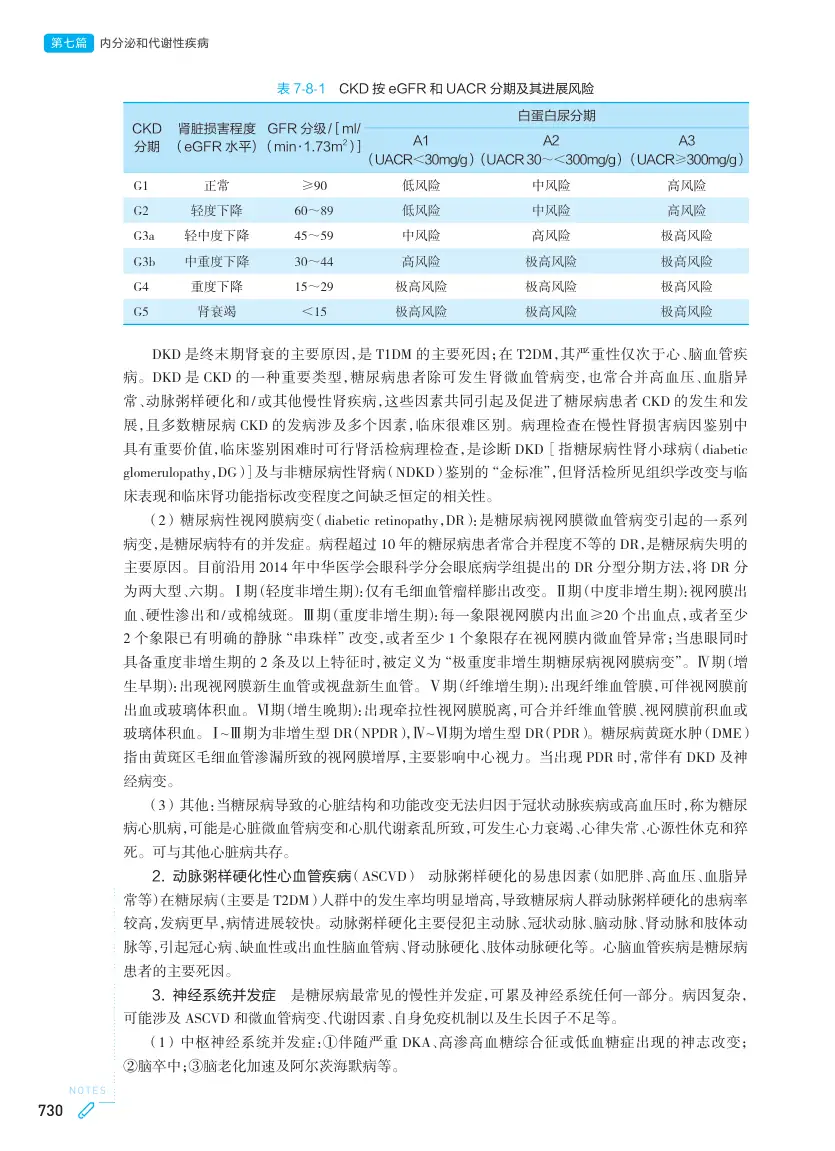 第七篇 内分泌和代谢性疾病
表 7-8-1 CKD 按 eGFR 和 UACR 分期及其进展风险
CKD 分期 肾脏损害程度（eGFR 水平） GFR 分级/[ml/（min·1.73m²）] 白蛋白尿分期
A1（UACR＜30mg/g） A2（UACR 30～＜300mg/g） A3（UACR≥300mg/g）
G1 正常 ≥90 低风险 中风险 高风险
G2 轻度下降 60～89 低风险 中风险 高风险
G3a 轻中度下降 45～59 中风险 高风险 极高风险
G3b 中重度下降 30～44 高风险 极高风险 极高风险
G4 重度下降 15～29 极高风险 极高风险 极高风险
G5 肾衰竭 ＜15 极高风险 极高风险 极高风险
DKD 是终末期肾衰的主要原因，是 T1DM 的主要死因；在 T2DM，其严重性仅次于心、脑血管疾
病。DKD 是 CKD 的一种重要类型，糖尿病患者除可发生肾微血管病变，也常合并高血压、血脂异
常、动脉粥样硬化和/或其他慢性肾疾病，这些因素共同引起及促进了糖尿病患者 CKD 的发生和发
展，且多数糖尿病 CKD 的发病涉及多个因素，临床很难区别。病理检查在慢性肾损害病因鉴别中
具有重要价值，临床鉴别困难时可行肾活检病理检查，是诊断 DKD［指糖尿病性肾小球病（diabetic
glomerulopathy，DG）］及与非糖尿病性肾病（NDKD）鉴别的“金标准”，但肾活检所见组织学改变与临
床表现和临床肾功能指标改变程度之间缺乏恒定的相关性。
（2）糖尿病性视网膜病变（diabetic retinopathy，DR）：是糖尿病视网膜微血管病变引起的一系列
病变，是糖尿病特有的并发症。病程超过 10 年的糖尿病患者常合并程度不等的 DR，是糖尿病失明的
主要原因。目前沿用 2014 年中华医学会眼科学分会眼底病学组提出的 DR 分型分期方法，将 DR 分
为两大型、六期。Ⅰ期（轻度非增生期）：仅有毛细血管瘤样膨出改变。Ⅱ期（中度非增生期）：视网膜出
血、硬性渗出和/或棉绒斑。Ⅲ期（重度非增生期）：每一象限视网膜内出血≥20 个出血点，或者至少
2 个象限已有明确的静脉“串珠样”改变，或者至少 1 个象限存在视网膜内微血管异常；当患眼同时
具备重度非增生期的 2 条及以上特征时，被定义为“极重度非增生期糖尿病视网膜病变”。Ⅳ期（增
生早期）：出现视网膜新生血管或视盘新生血管。Ⅴ期（纤维增生期）：出现纤维血管膜，可伴视网膜前
出血或玻璃体积血。Ⅵ期（增生晚期）：出现牵拉性视网膜脱离，可合并纤维血管膜、视网膜前积血或
玻璃体积血。Ⅰ~Ⅲ期为非增生型 DR（NPDR），Ⅳ~Ⅵ期为增生型 DR（PDR）。糖尿病黄斑水肿（DME）
指由黄斑区毛细血管渗漏所致的视网膜增厚，主要影响中心视力。当出现 PDR 时，常伴有 DKD 及神
经病变。
（3）其他：当糖尿病导致的心脏结构和功能改变无法归因于冠状动脉疾病或高血压时，称为糖尿
病心肌病，可能是心脏微血管病变和心肌代谢紊乱所致，可发生心力衰竭、心律失常、心源性休克和猝
死。可与其他心脏病共存。
2. 动脉粥样硬化性心血管疾病（ASCVD） 动脉粥样硬化的易患因素（如肥胖、高血压、血脂异
常等）在糖尿病（主要是 T2DM）人群中的发生率均明显增高，导致糖尿病人群动脉粥样硬化的患病率
较高，发病更早，病情进展较快。动脉粥样硬化主要侵犯主动脉、冠状动脉、脑动脉、肾动脉和肢体动
脉等，引起冠心病、缺血性或出血性脑血管病、肾动脉硬化、肢体动脉硬化等。心脑血管疾病是糖尿病
患者的主要死因。
3. 神经系统并发症 是糖尿病最常见的慢性并发症，可累及神经系统任何一部分。病因复杂，
可能涉及 ASCVD 和微血管病变、代谢因素、自身免疫机制以及生长因子不足等。
（1）中枢神经系统并发症：①伴随严重 DKA、高渗高血糖综合征或低血糖症出现的神志改变；
②脑卒中；③脑老化加速及阿尔茨海默病等。
NOTES
730